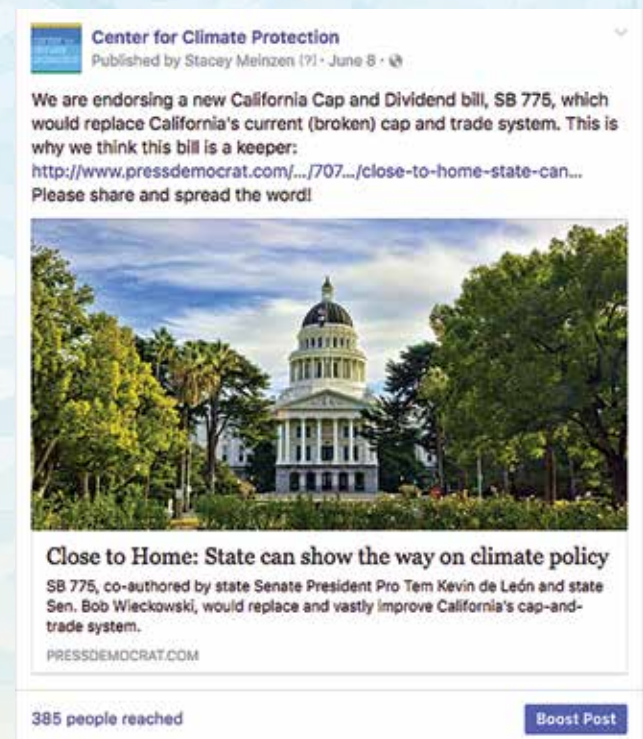 Center for Climate Protection
Published by Stacey Meinzen [?] · June 8 ·
We are endorsing a new California Cap and Dividend bill, SB 775, which
would replace California's current (broken) cap and trade system. This is
why we think this bill is a keeper:
http://www.pressdemocrat.com/.../707.../close-to-home-state-can...
Please share and spread the word!
Close to Home: State can show the way on climate policy
SB 775, co-authored by state Senate President Pro Tem Kevin de León and state
Sen. Bob Wieckowski, would replace and vastly improve California's cap-and-
trade system.
PRESSDEMOCRAT.COM
385 people reached
Boost Post